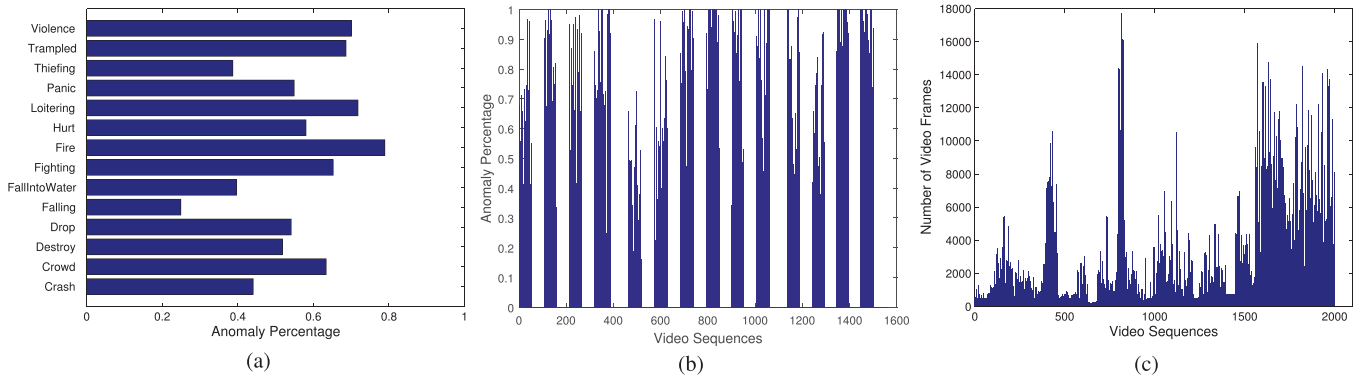 Violence
Trampled
Thiefing
Panic
Loitering
Hurt
Fire
Fighting
FallIntoWater
Falling
Drop
Destroy
Crowd
Crash
0 0.2 0.4 0.6 0.8 1
Anomaly Percentage
(a)
1
0.9
0.8
0.7
0.6
0.5
0.4
0.3
0.2
0.1
0
Anomaly Percentage
0 200 400 600 800 1000 1200 1400 1600
Video Sequences
(b)
18000
16000
14000
12000
10000
8000
6000
4000
2000
0
Number of Video Frames
0 500 1000 1500 2000
Video Sequences
(c)